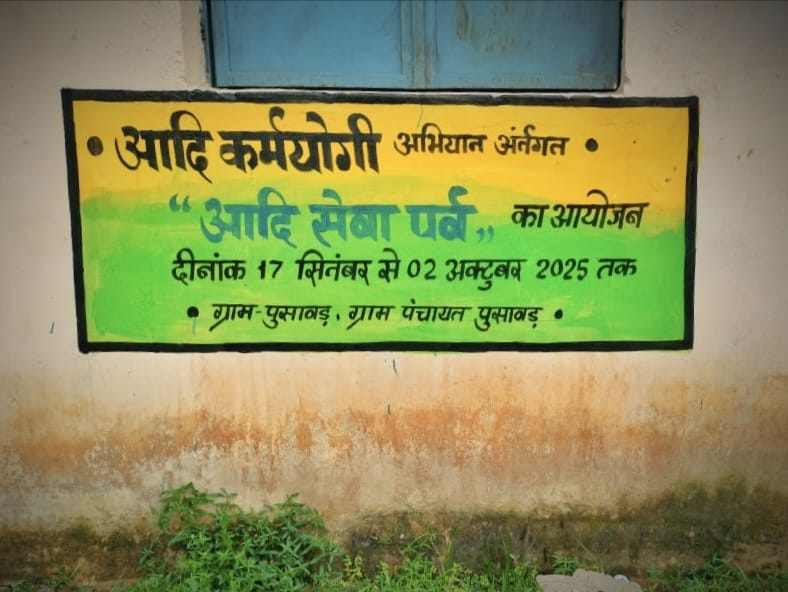 • आदि कर्मयोगी अभियान अंर्तगत •
“आदि सेवा पर्व„ का आयोजन
दीनांक 17 सितंबर से 02 अक्टुबर 2025 तक
• ग्राम-पुसावड़, ग्राम पंचायत पुसावड़ •